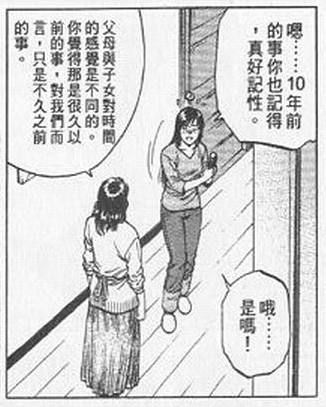 嗯……10年前
的事你也記得
，真好記性。
父母與子女對時間
的感覺是不同的。
你覺得那是很久以
前的事，對我們而
言，只是不久之前
的事。
哦……
是嗎！